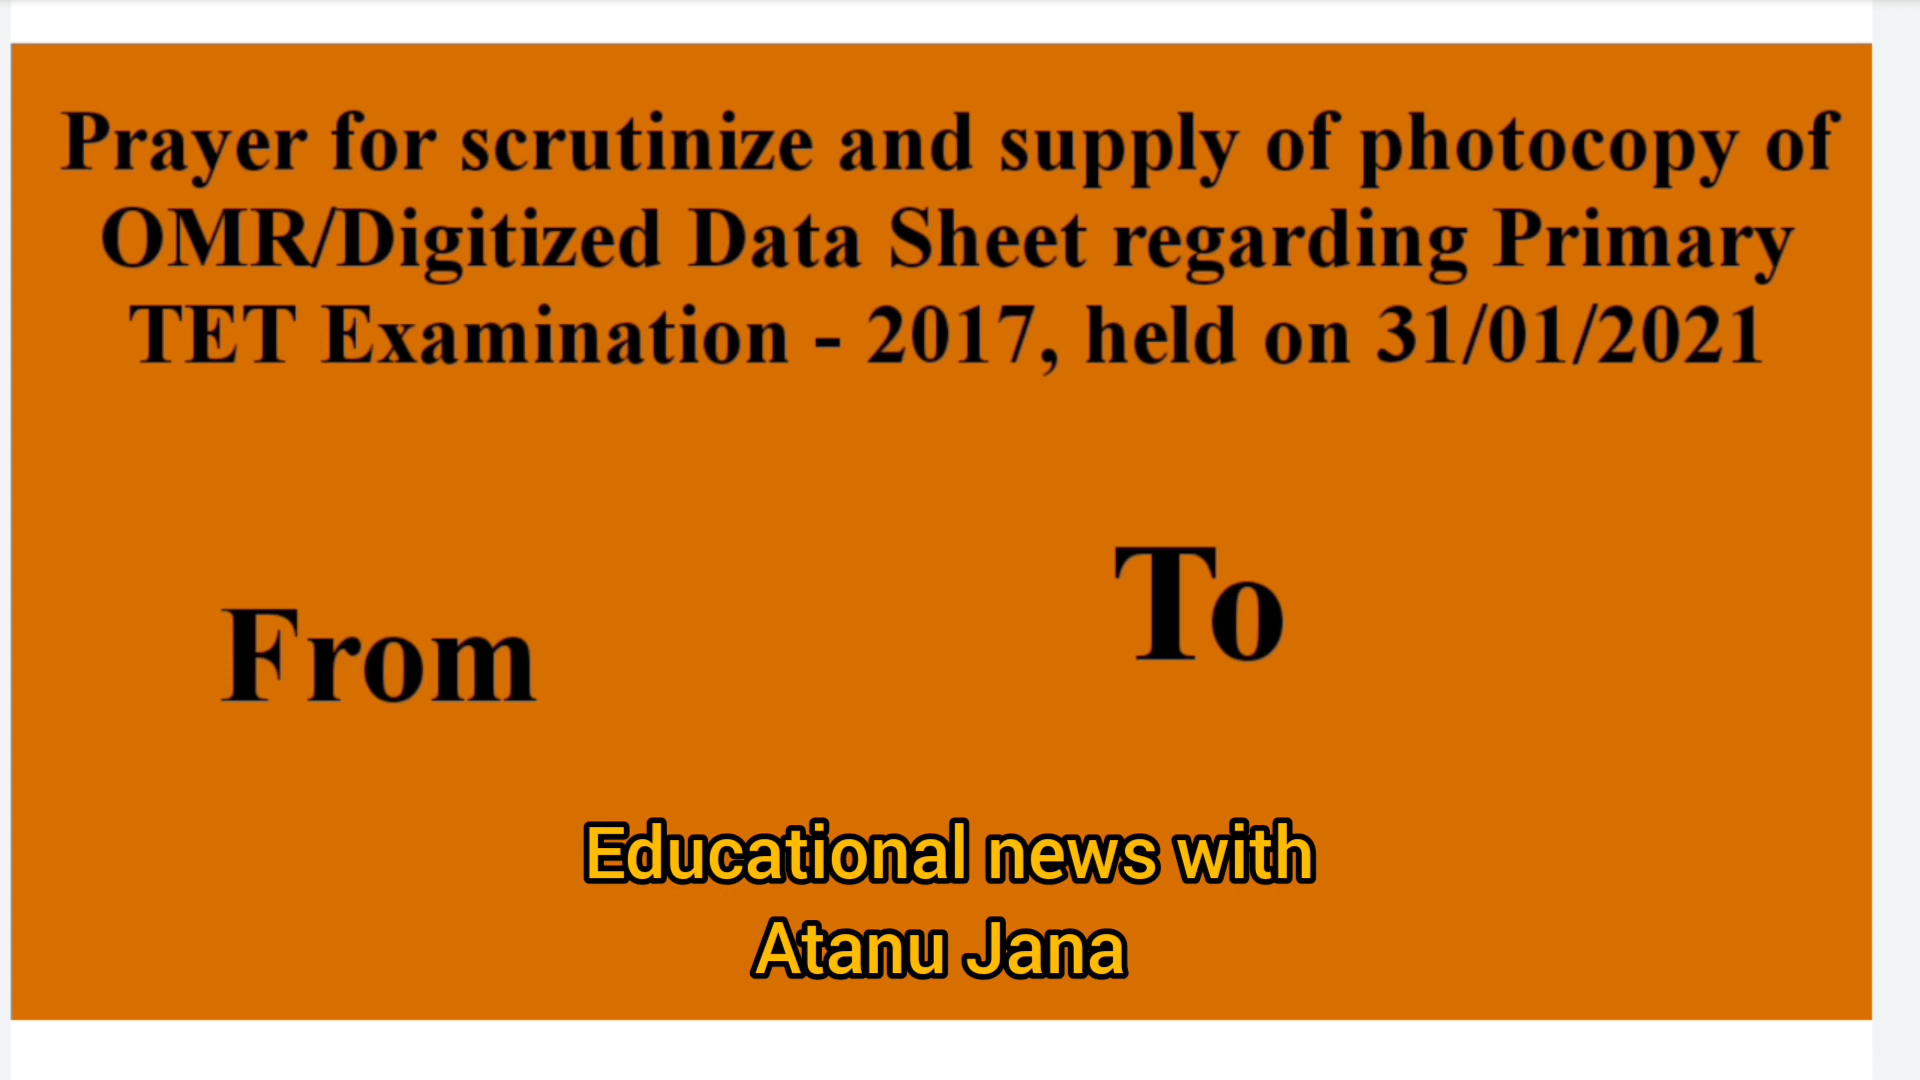 Prayer for scrutinize and supply of photocopy of
OMR/Digitized Data Sheet regarding Primary
TET Examination - 2017, held on 31/01/2021
To
From
Educational news with
Atanu Jana